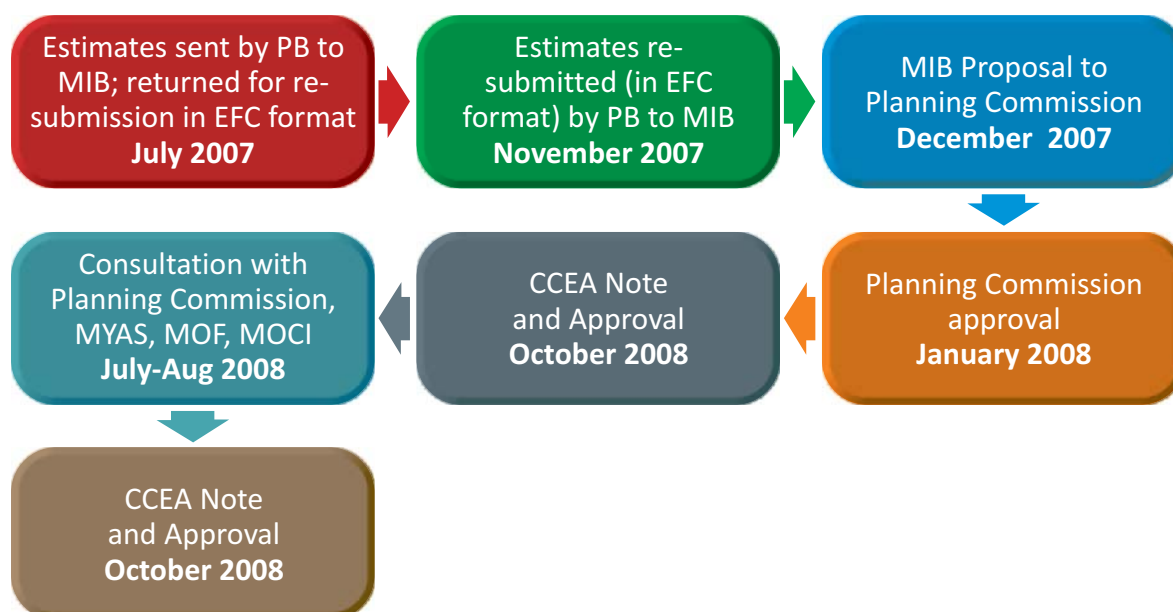 Estimates sent by PB to
MIB; returned for re-
submission in EFC format
July 2007
Estimates re-
submitted (in EFC
format) by PB to MIB
November 2007
MIB Proposal to
Planning Commission
December 2007
Planning Commission
approval
January 2008
CCEA Note
and Approval
October 2008
Consultation with
Planning Commission,
MYAS, MOF, MOCI
July-Aug 2008
CCEA Note
and Approval
October 2008